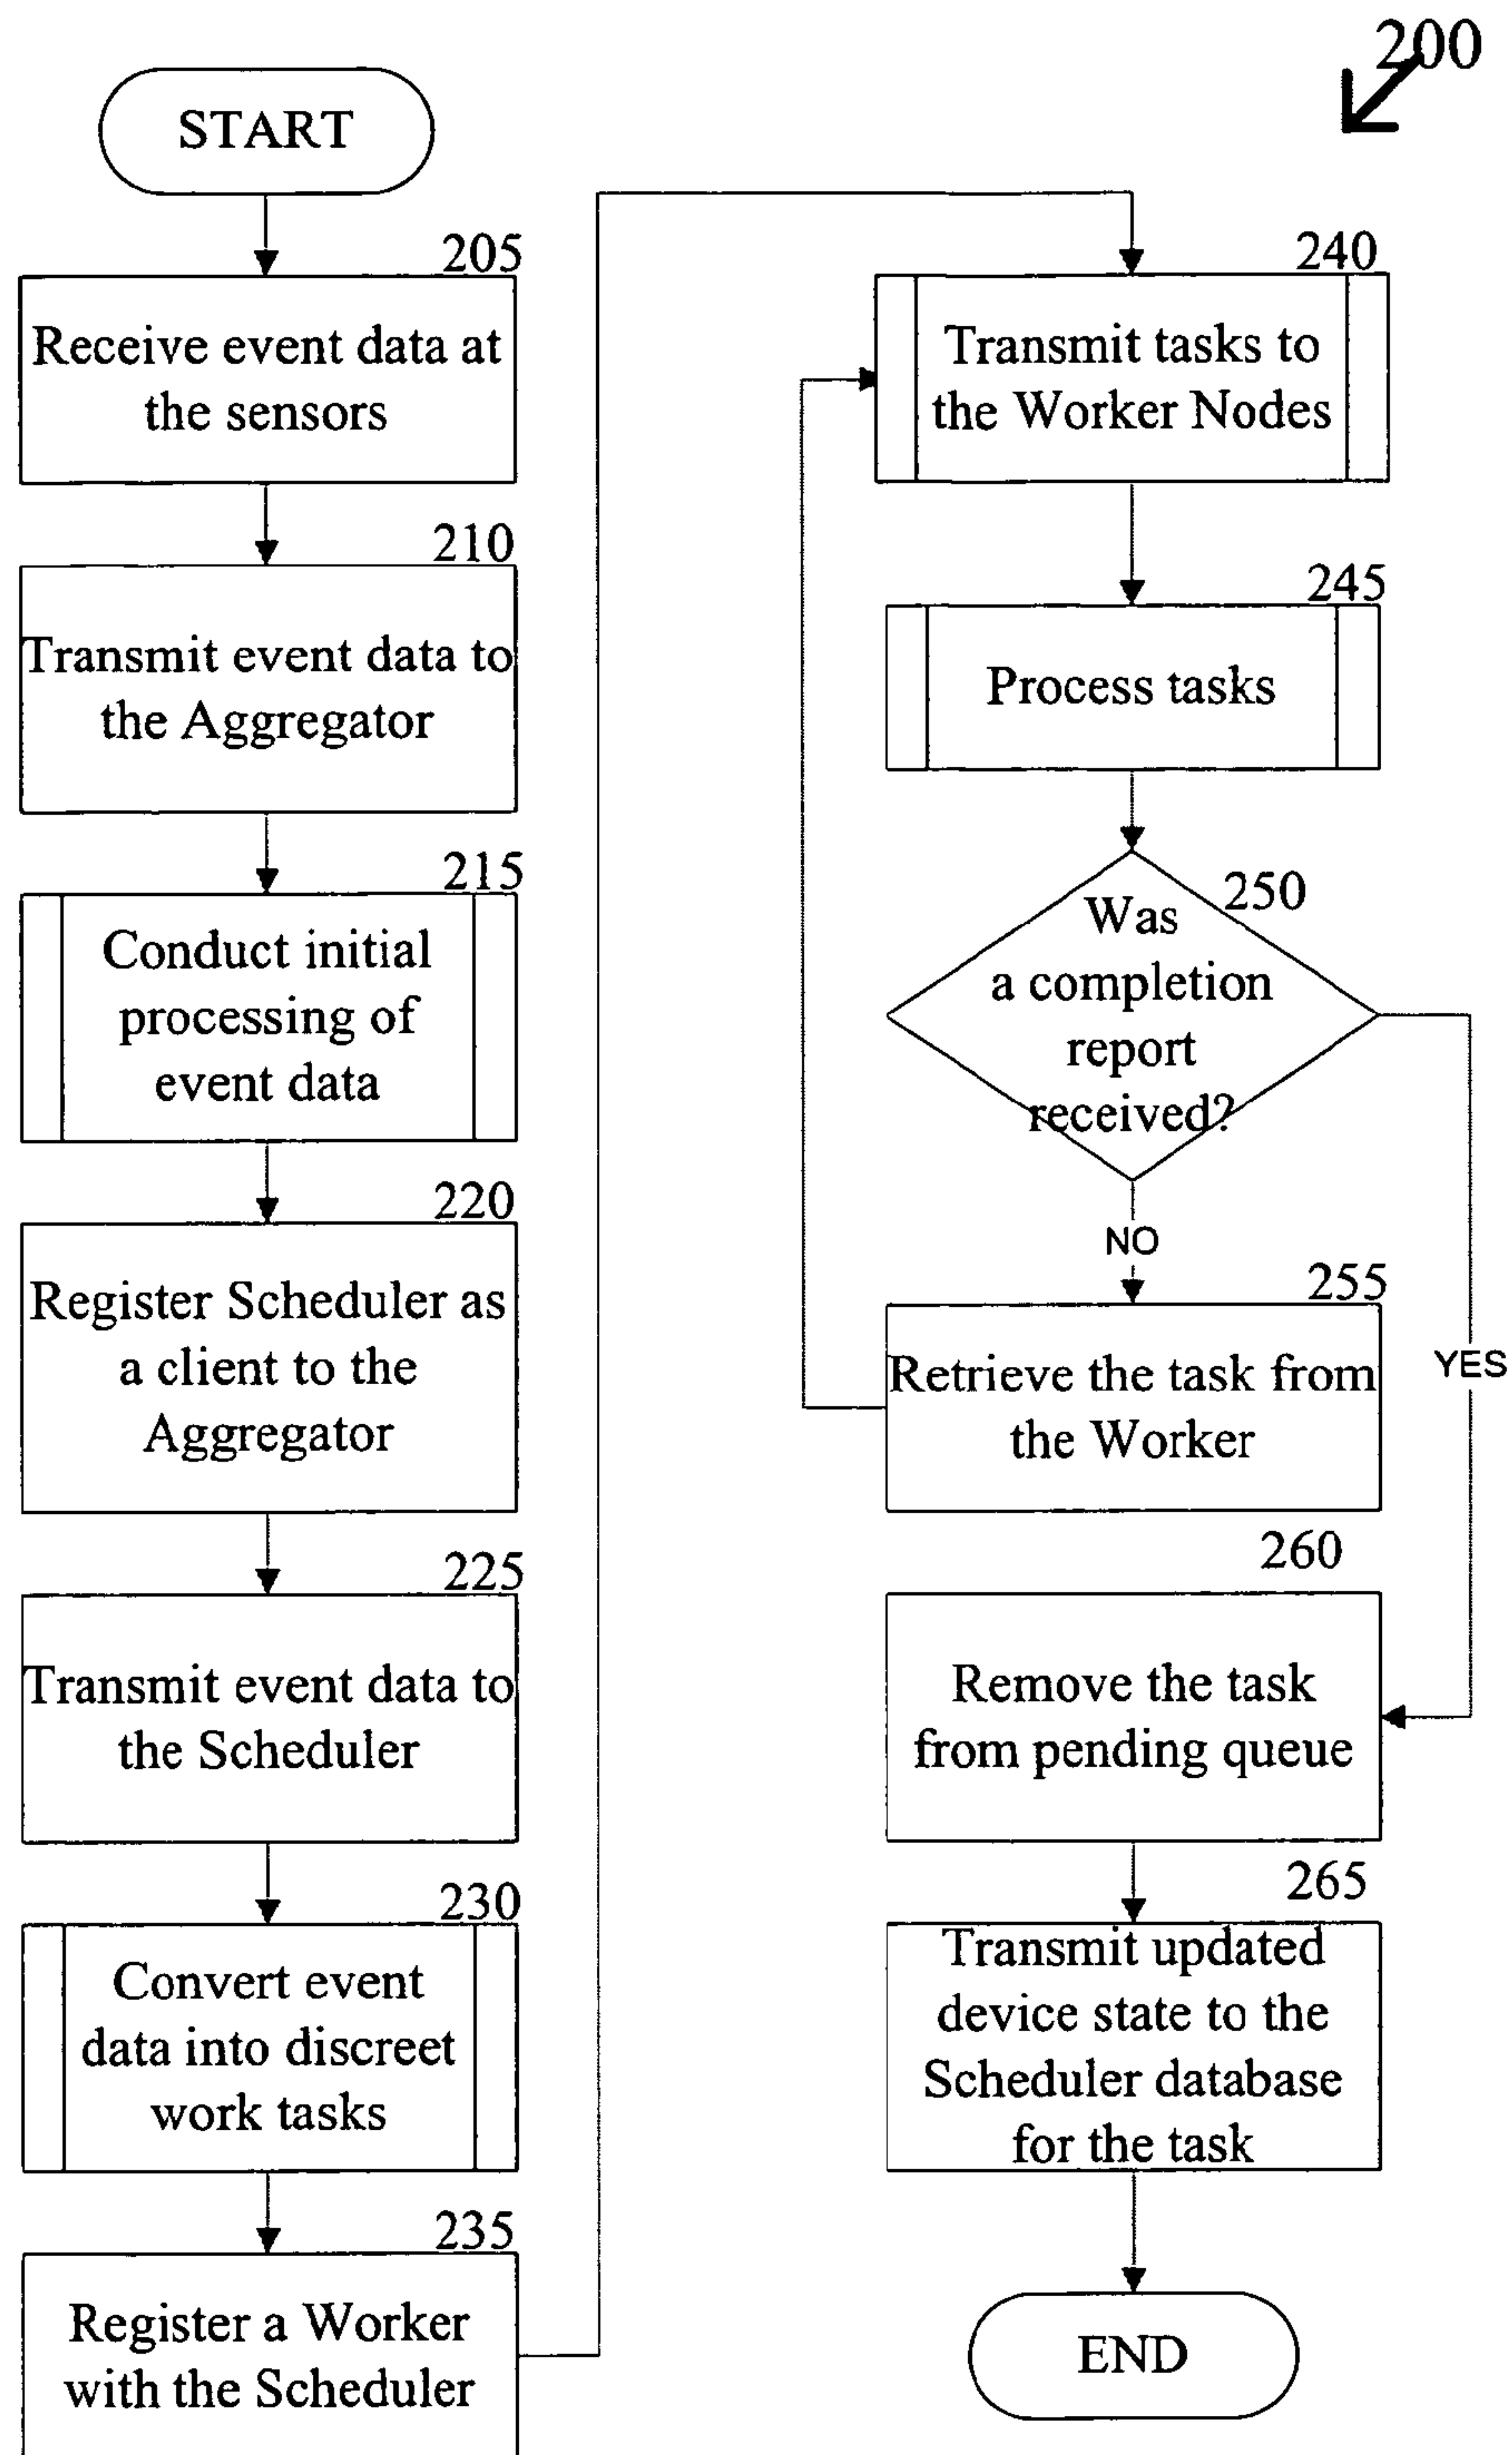 200
START
205
Receive event data at
the sensors
210
Transmit event data to
the Aggregator
215
Conduct initial
processing of
event data
220
Register Scheduler as
a client to the
Aggregator
225
Transmit event data to
the Scheduler
230
Convert event
data into discreet
work tasks
235
Register a Worker
with the Scheduler
240
Transmit tasks to
the Worker Nodes
245
Process tasks
250
Was
a completion
report
received?
NO
YES
255
Retrieve the task from
the Worker
260
Remove the task
from pending queue
265
Transmit updated
device state to the
Scheduler database
for the task
END